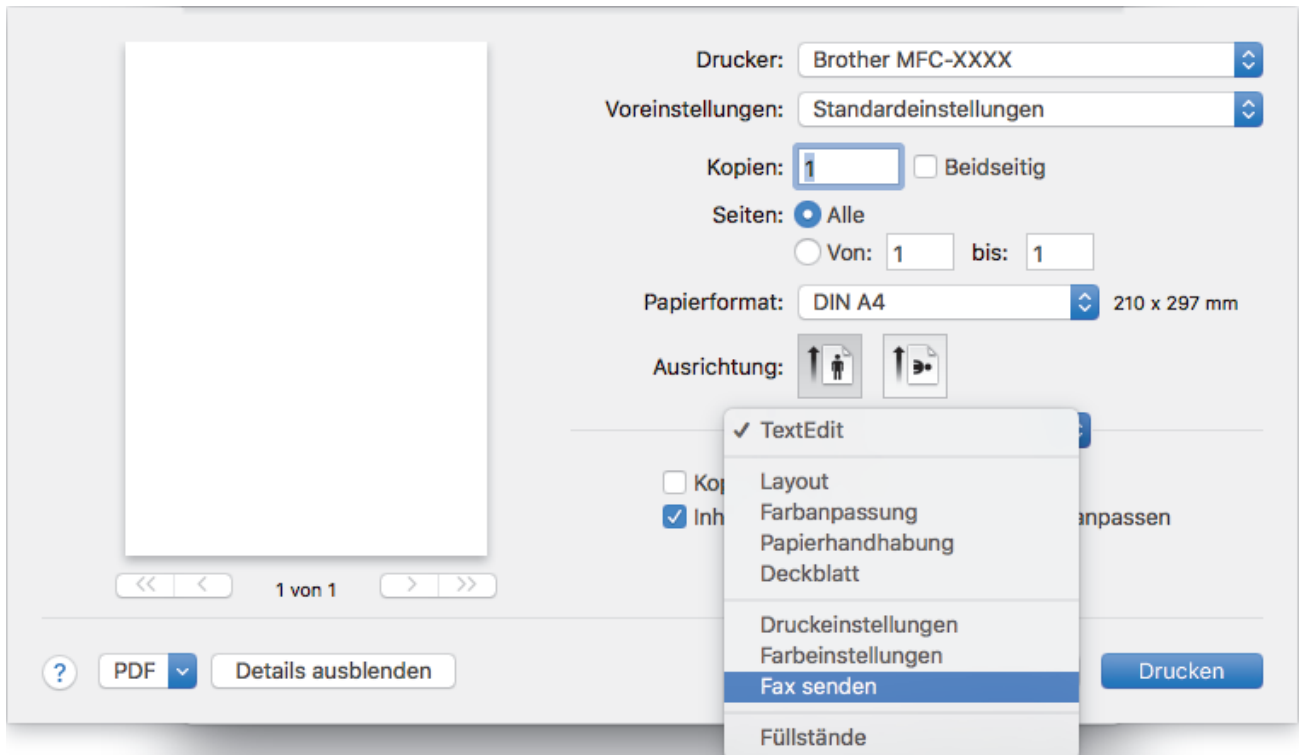 Drucker: Brother MFC-XXXX
Voreinstellungen: Standardeinstellungen
Kopien: 1 Beidseitig
Seiten: Alle
Von: 1 bis: 1
Papierformat: DIN A4 210 x 297 mm
Ausrichtung:
✓ TextEdit
Layout
Farbanpassung
Papierhandhabung
Deckblatt
Druckeinstellungen
Farbeinstellungen
Fax senden
Füllstände
anpassen
<< < 1 von 1 > >>
? PDF Details ausblenden Drucken